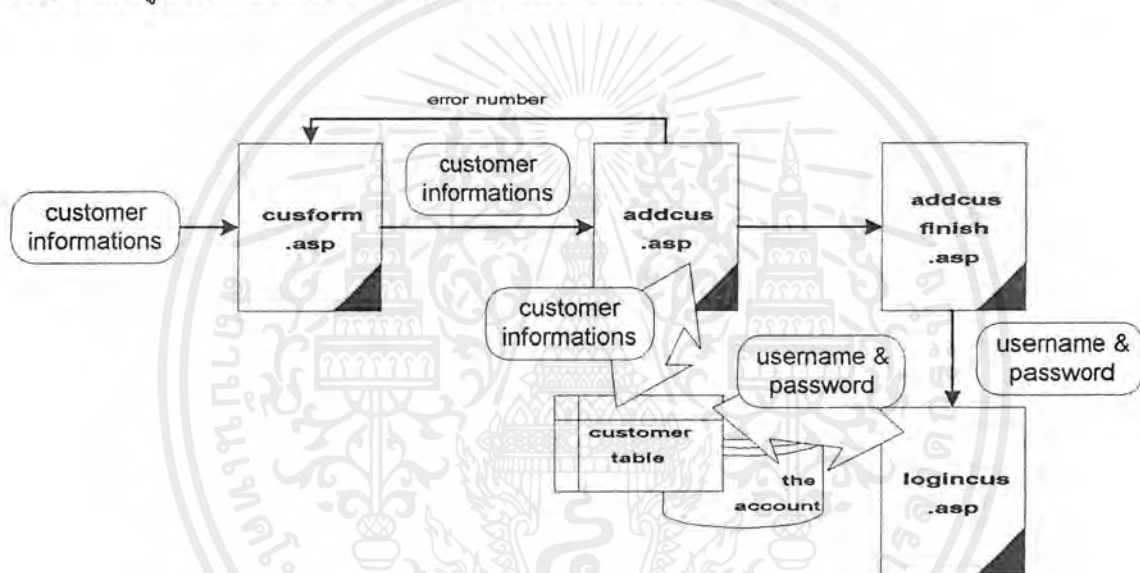 error number
customer
informations
customer
informations
cusform
.asp
addcus
.asp
addcus
finish
.asp
customer
informations
username &
password
username &
password
customer
table
the
account
logincus
.asp